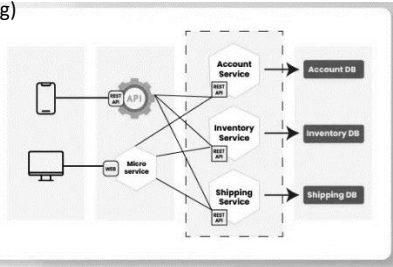 g)
Account
Service
REST
API
Account DB
REST
API
API
Inventory
Service
REST
API
Inventory DB
WEB
Micro
service
Shipping
Service
REST
API
Shipping DB